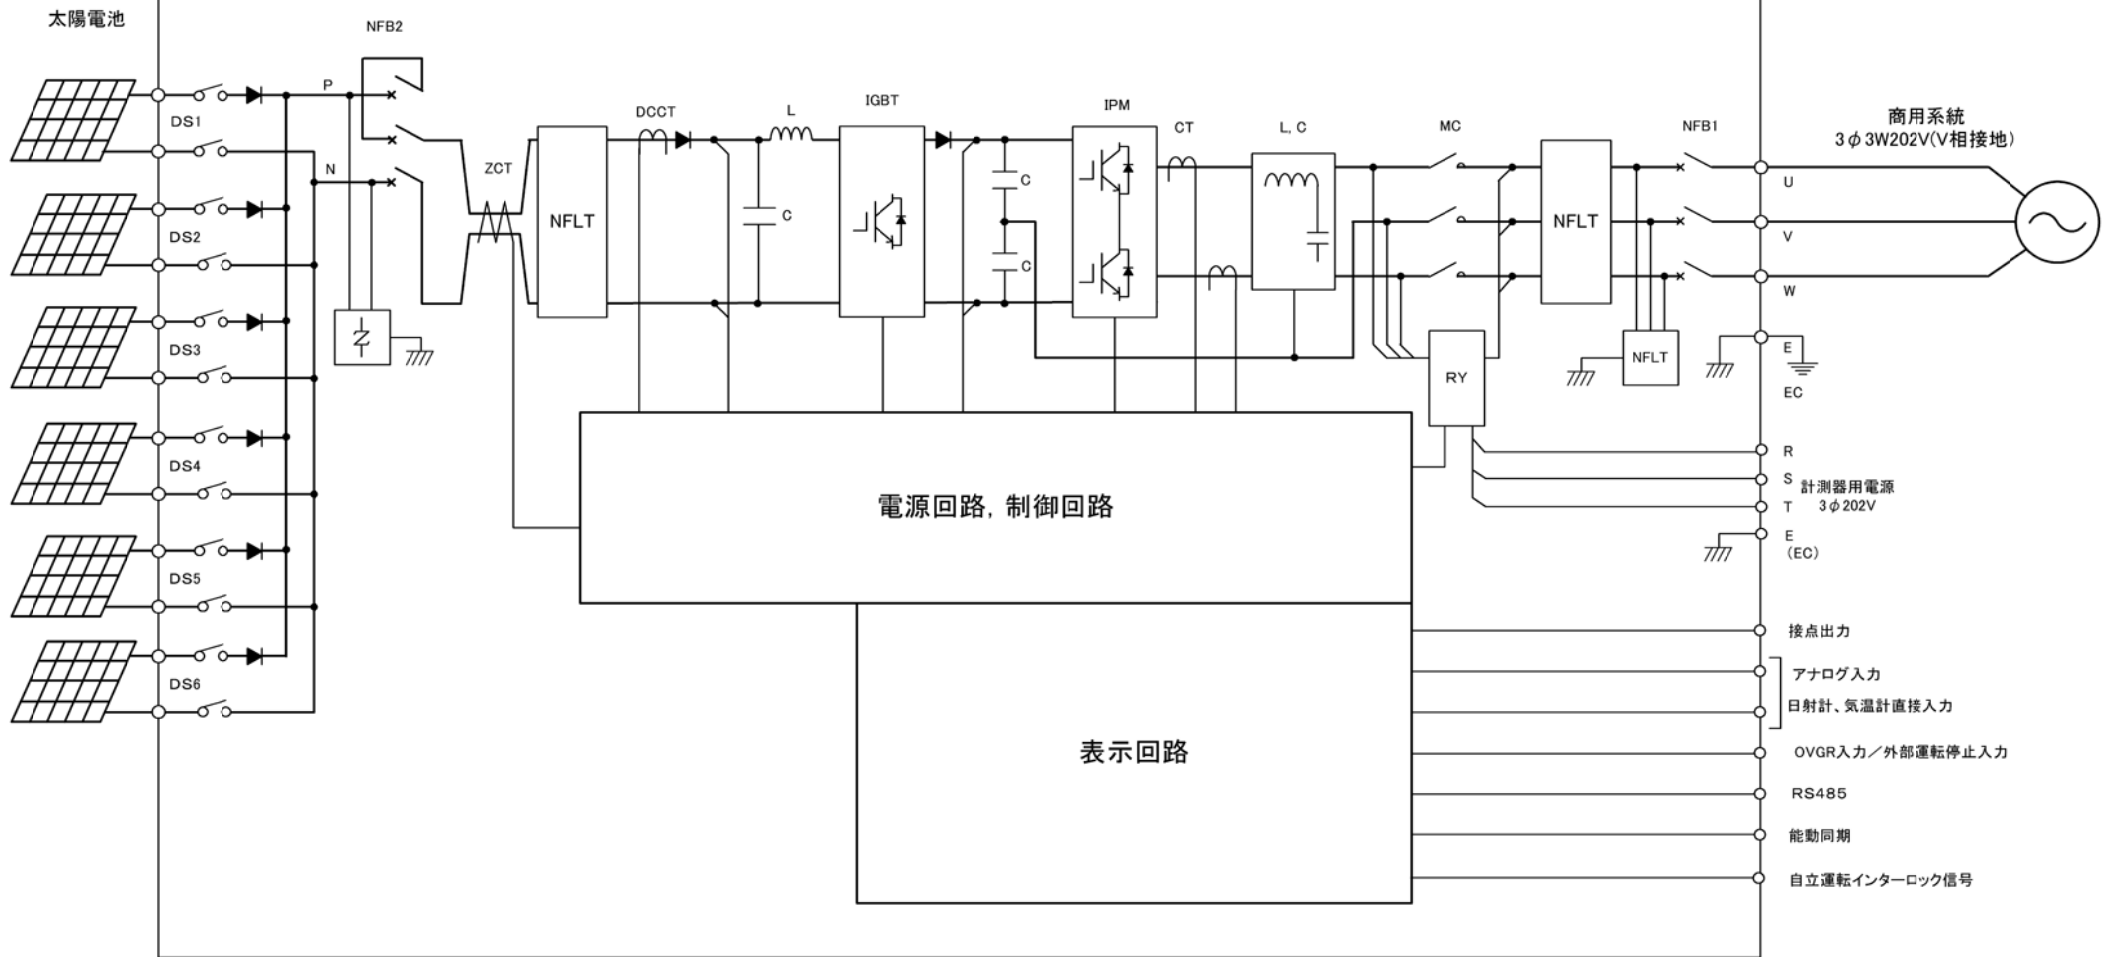 太陽電池
NFB2
P
DS1
N
DS2
DS3
DS4
DS5
DS6
ZCT
NFLT
DCCT
L
C
IGBT
C
C
IPM
CT
L, C
MC
RY
NFLT
NFLT
NFB1
商用系統
3φ3W202V(V相接地)
U
V
W
E
EC
R
S
T
計測器用電源
3φ202V
E
(EC)
電源回路, 制御回路
表示回路
接点出力
アナログ入力
日射計、気温計直接入力
OVGR入力／外部運転停止入力
RS485
能動同期
自立運転インターロック信号